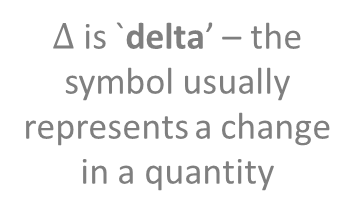 Δ is `delta’ – the
symbol usually
represents a change
in a quantity